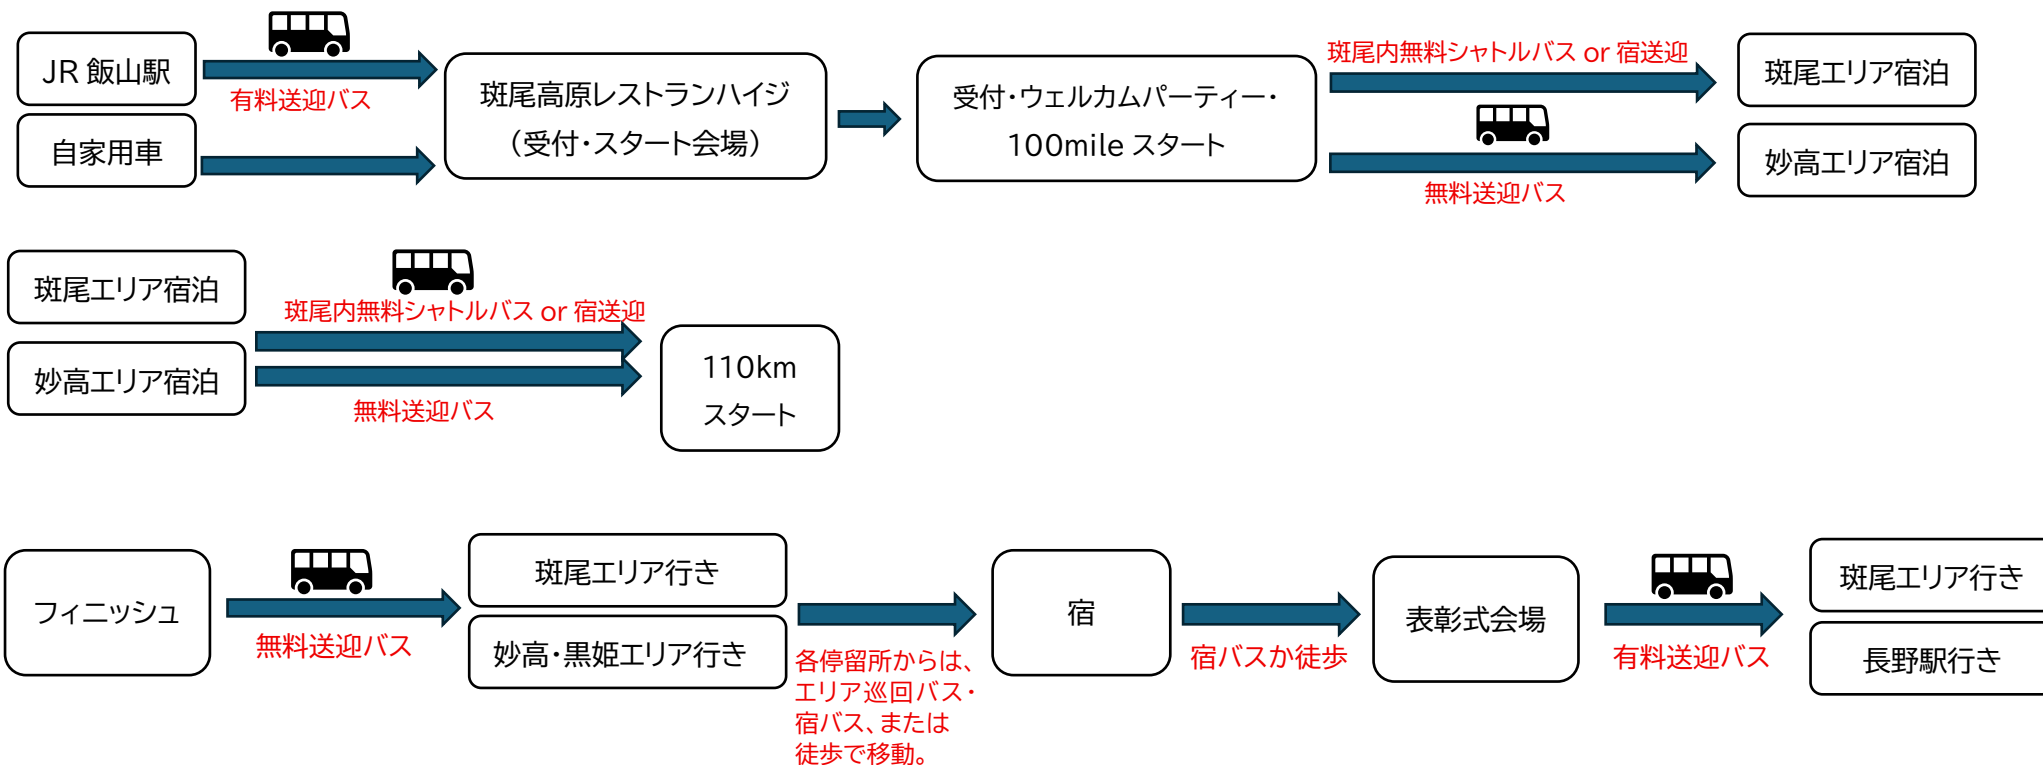 JR 飯山駅
自家用車
有料送迎バス
斑尾高原レストランハイジ
（受付・スタート会場）
受付・ウェルカムパーティー・
100mile スタート
斑尾内無料シャトルバス or 宿送迎
無料送迎バス
斑尾エリア宿泊
妙高エリア宿泊
斑尾エリア宿泊
妙高エリア宿泊
斑尾内無料シャトルバス or 宿送迎
無料送迎バス
110km
スタート
フィニッシュ
無料送迎バス
斑尾エリア行き
妙高・黒姫エリア行き
各停留所からは、
エリア巡回バス・
宿バス、または
徒歩で移動。
宿
宿バスか徒歩
表彰式会場
有料送迎バス
斑尾エリア行き
長野駅行き